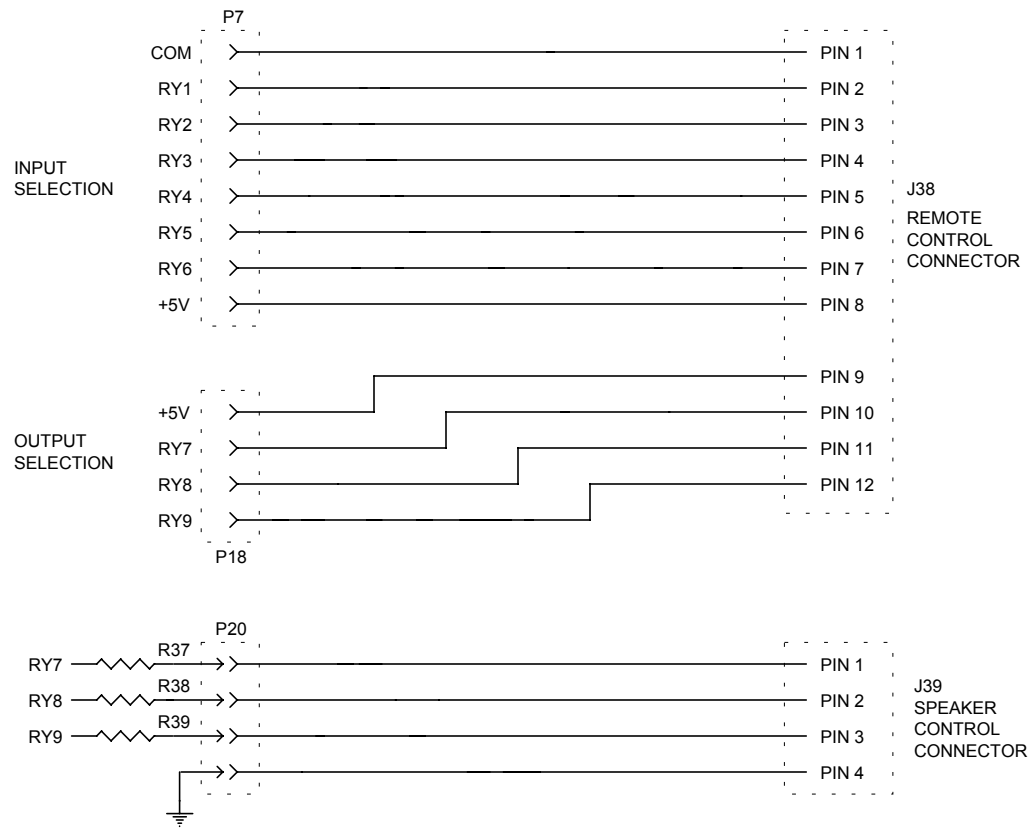 P7
COM PIN 1
RY1 PIN 2
RY2 PIN 3
RY3 PIN 4
INPUT
SELECTION
RY4 PIN 5
RY5 PIN 6
RY6 PIN 7
+5V PIN 8
J38
REMOTE
CONTROL
CONNECTOR
PIN 9
+5V PIN 10
RY7 PIN 11
RY8 PIN 12
RY9
OUTPUT
SELECTION
P18
P20
RY7 R37 PIN 1
RY8 R38 PIN 2
RY9 R39 PIN 3
PIN 4
J39
SPEAKER
CONTROL
CONNECTOR